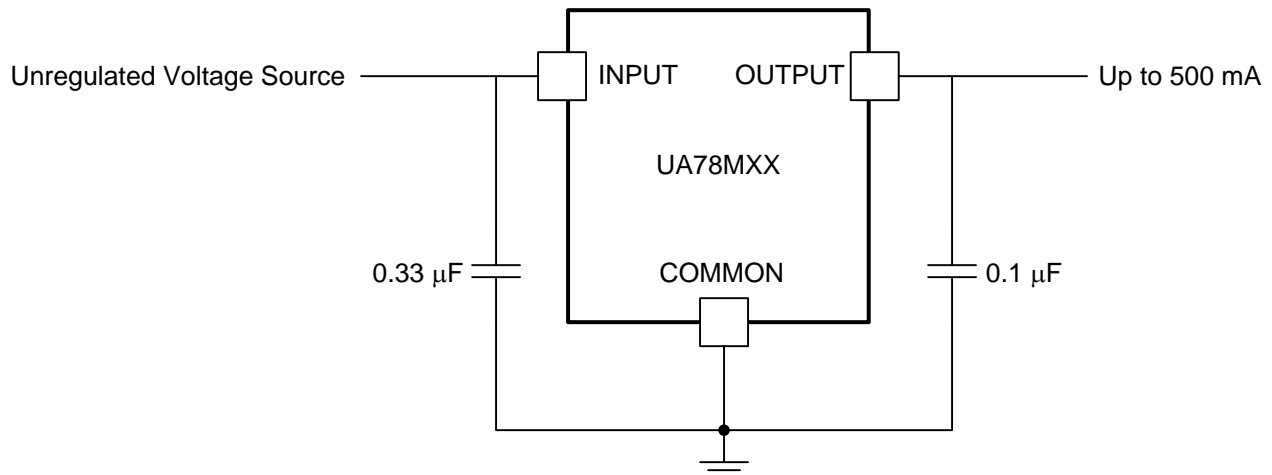 Unregulated Voltage Source
INPUT
OUTPUT
Up to 500 mA
UA78MXX
0.33 μF
COMMON
0.1 μF